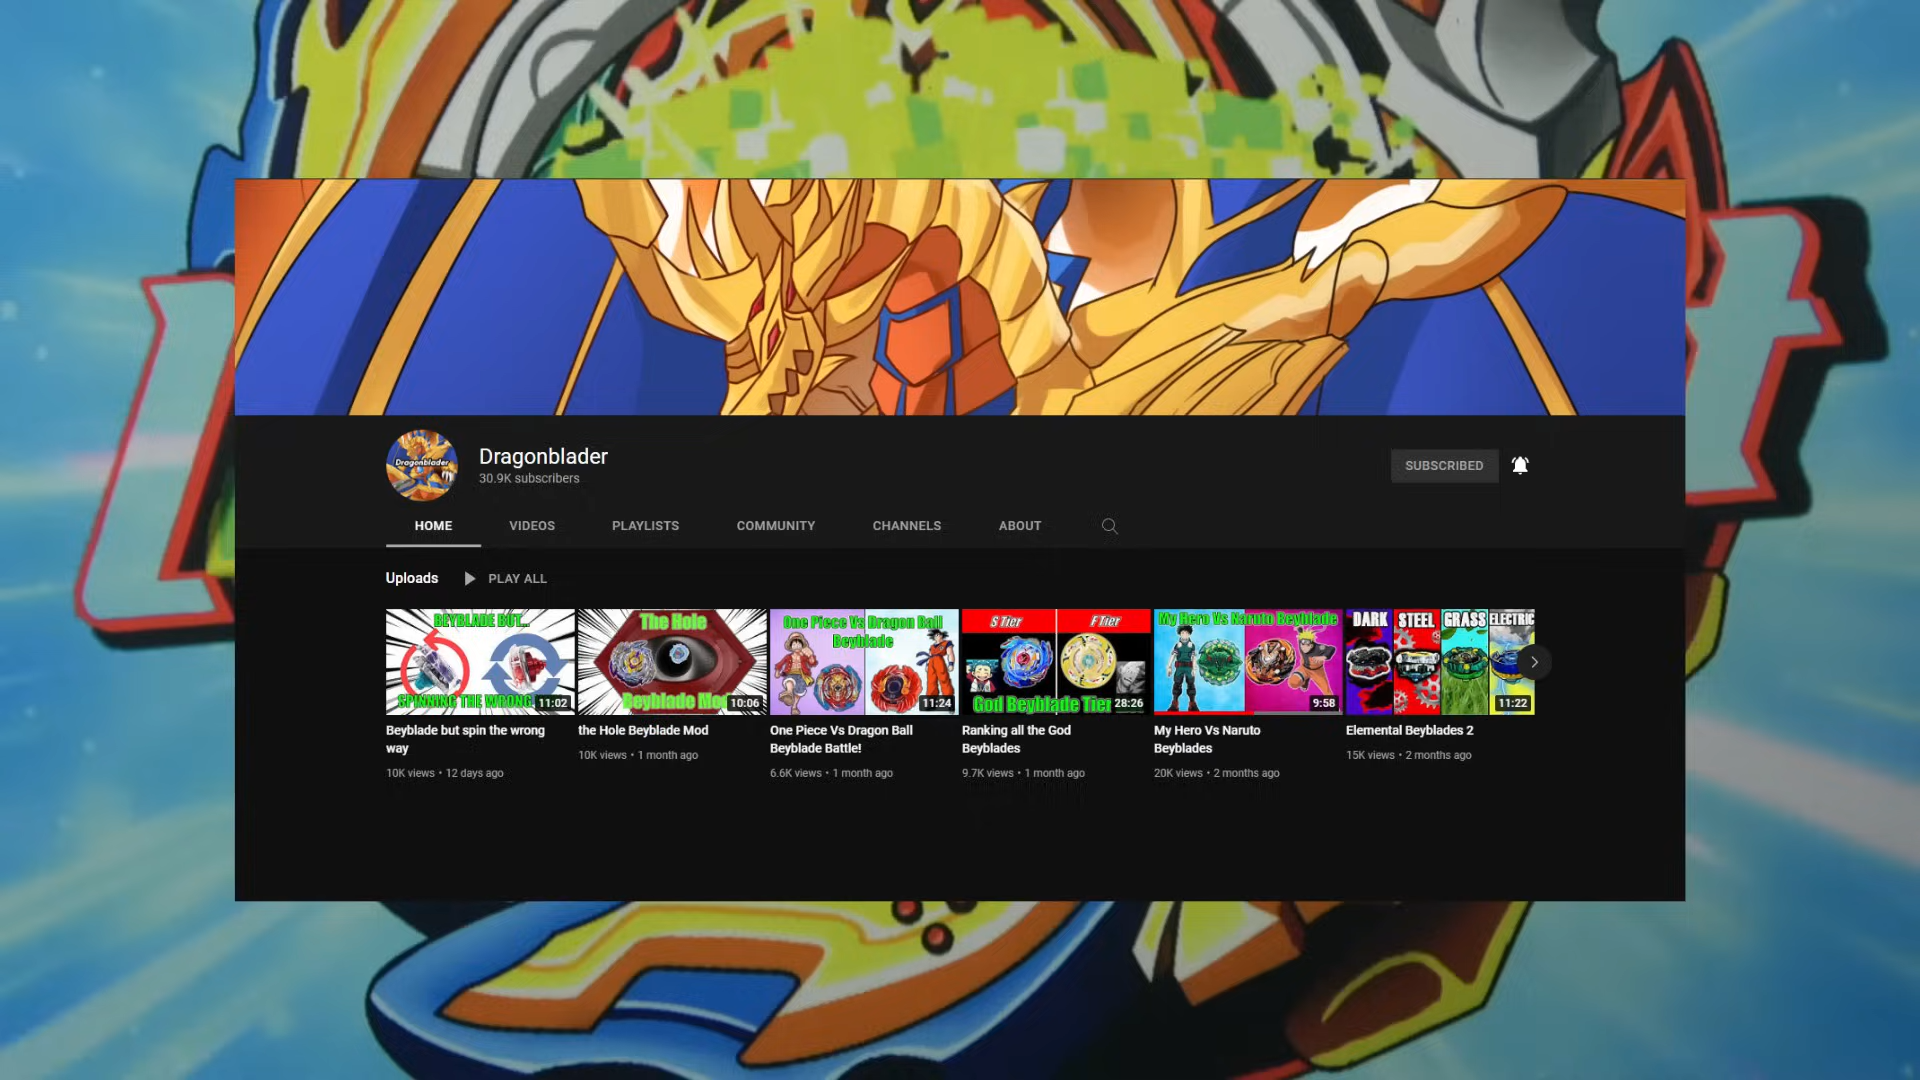 Dragonblader
Dragonblader
30.9K subscribers
SUBSCRIBED
HOME
VIDEOS
PLAYLISTS
COMMUNITY
CHANNELS
ABOUT
Uploads
PLAY ALL
BEYBLADE BUT...
SPINNING THE WRONG
11:02
Beyblade but spin the wrong
way
10K views • 12 days ago
The Hole
Beyblade Mod
10:06
the Hole Beyblade Mod
10K views • 1 month ago
One Piece Vs Dragon Ball
Beyblade
11:24
One Piece Vs Dragon Ball
Beyblade Battle!
6.6K views • 1 month ago
S Tier
F Tier
God Beyblade Tier
28:26
Ranking all the God
Beyblades
9.7K views • 1 month ago
My Hero Vs Naruto Beyblade
9:58
My Hero Vs Naruto
Beyblades
20K views • 2 months ago
DARK
STEEL
GRASS
ELECTRIC
11:22
Elemental Beyblades 2
15K views • 2 months ago